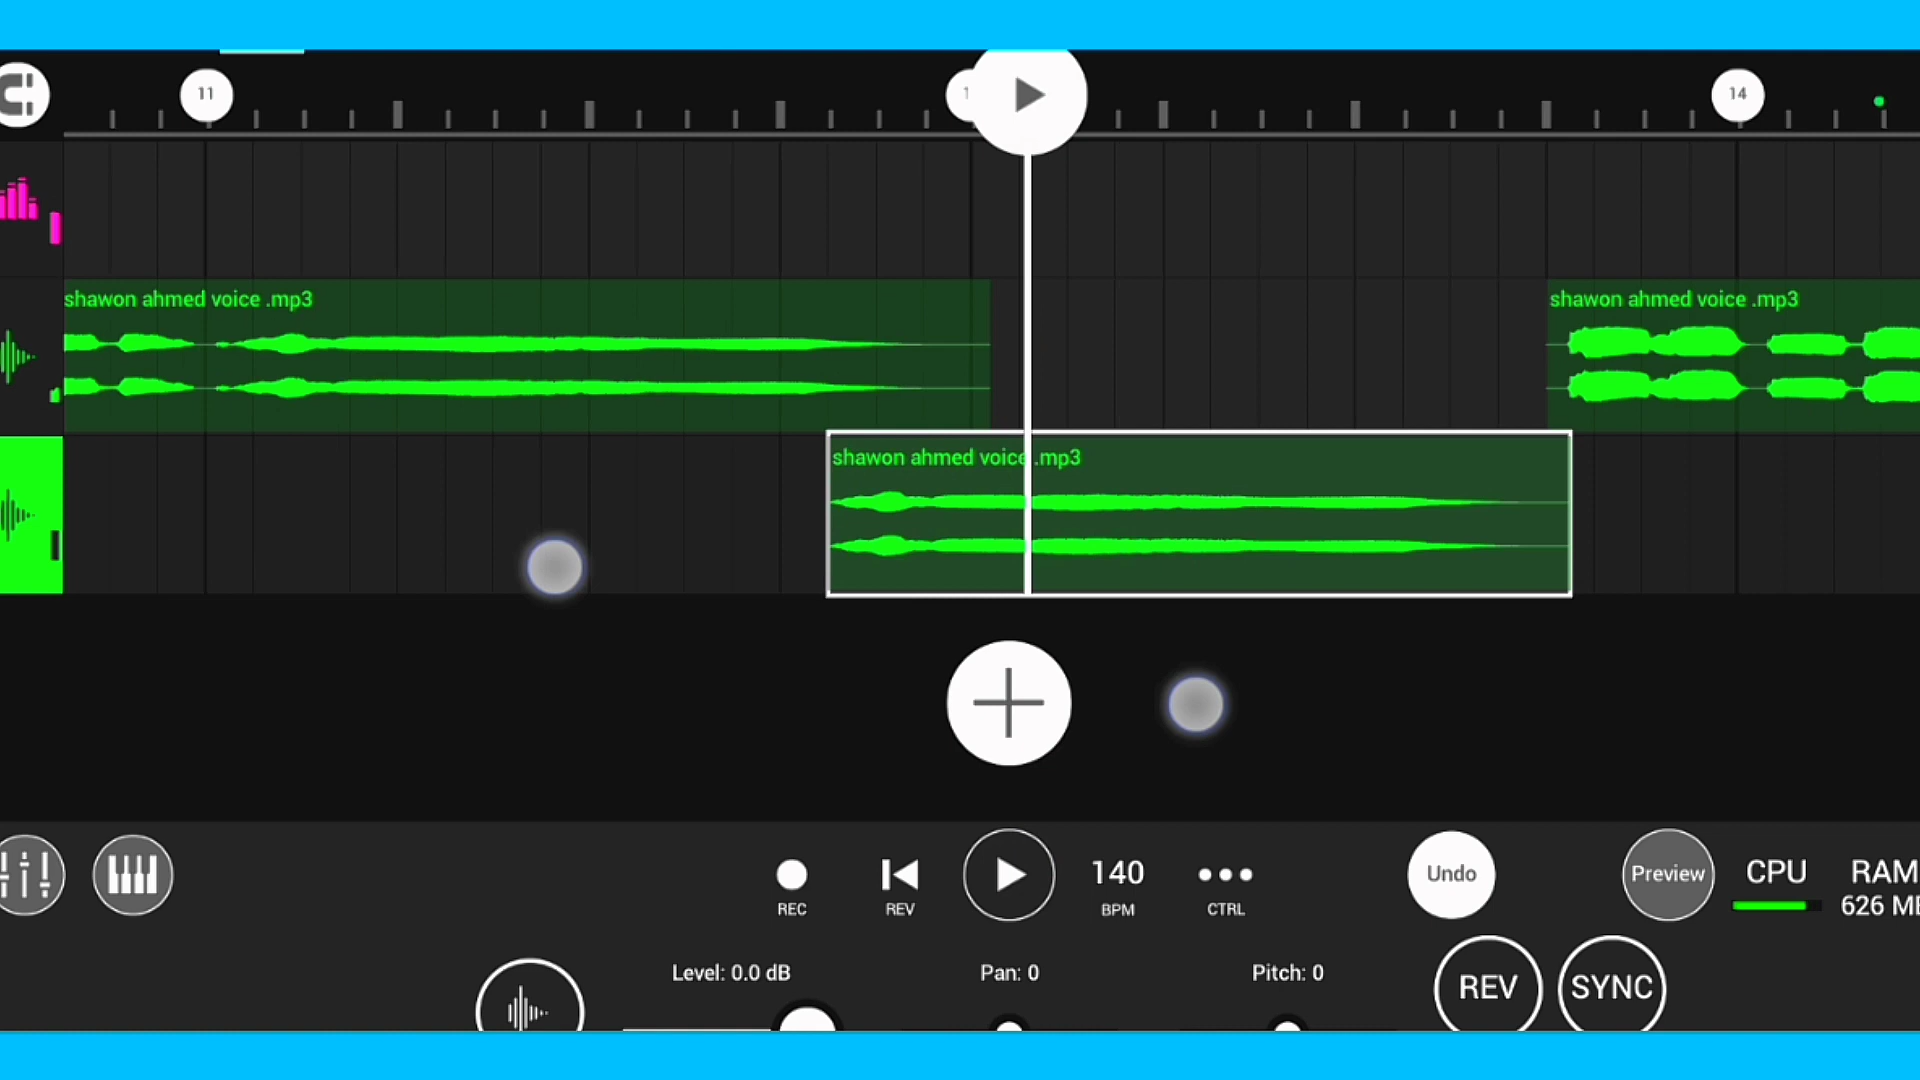 11
14
shawon ahmed voice .mp3
shawon ahmed voice .mp3
shawon ahmed voice .mp3
140
Undo
Preview
CPU
RAM
626
REC
REV
BPM
CTRL
Level: 0.0 dB
Pan: 0
Pitch: 0
REV
SYNC